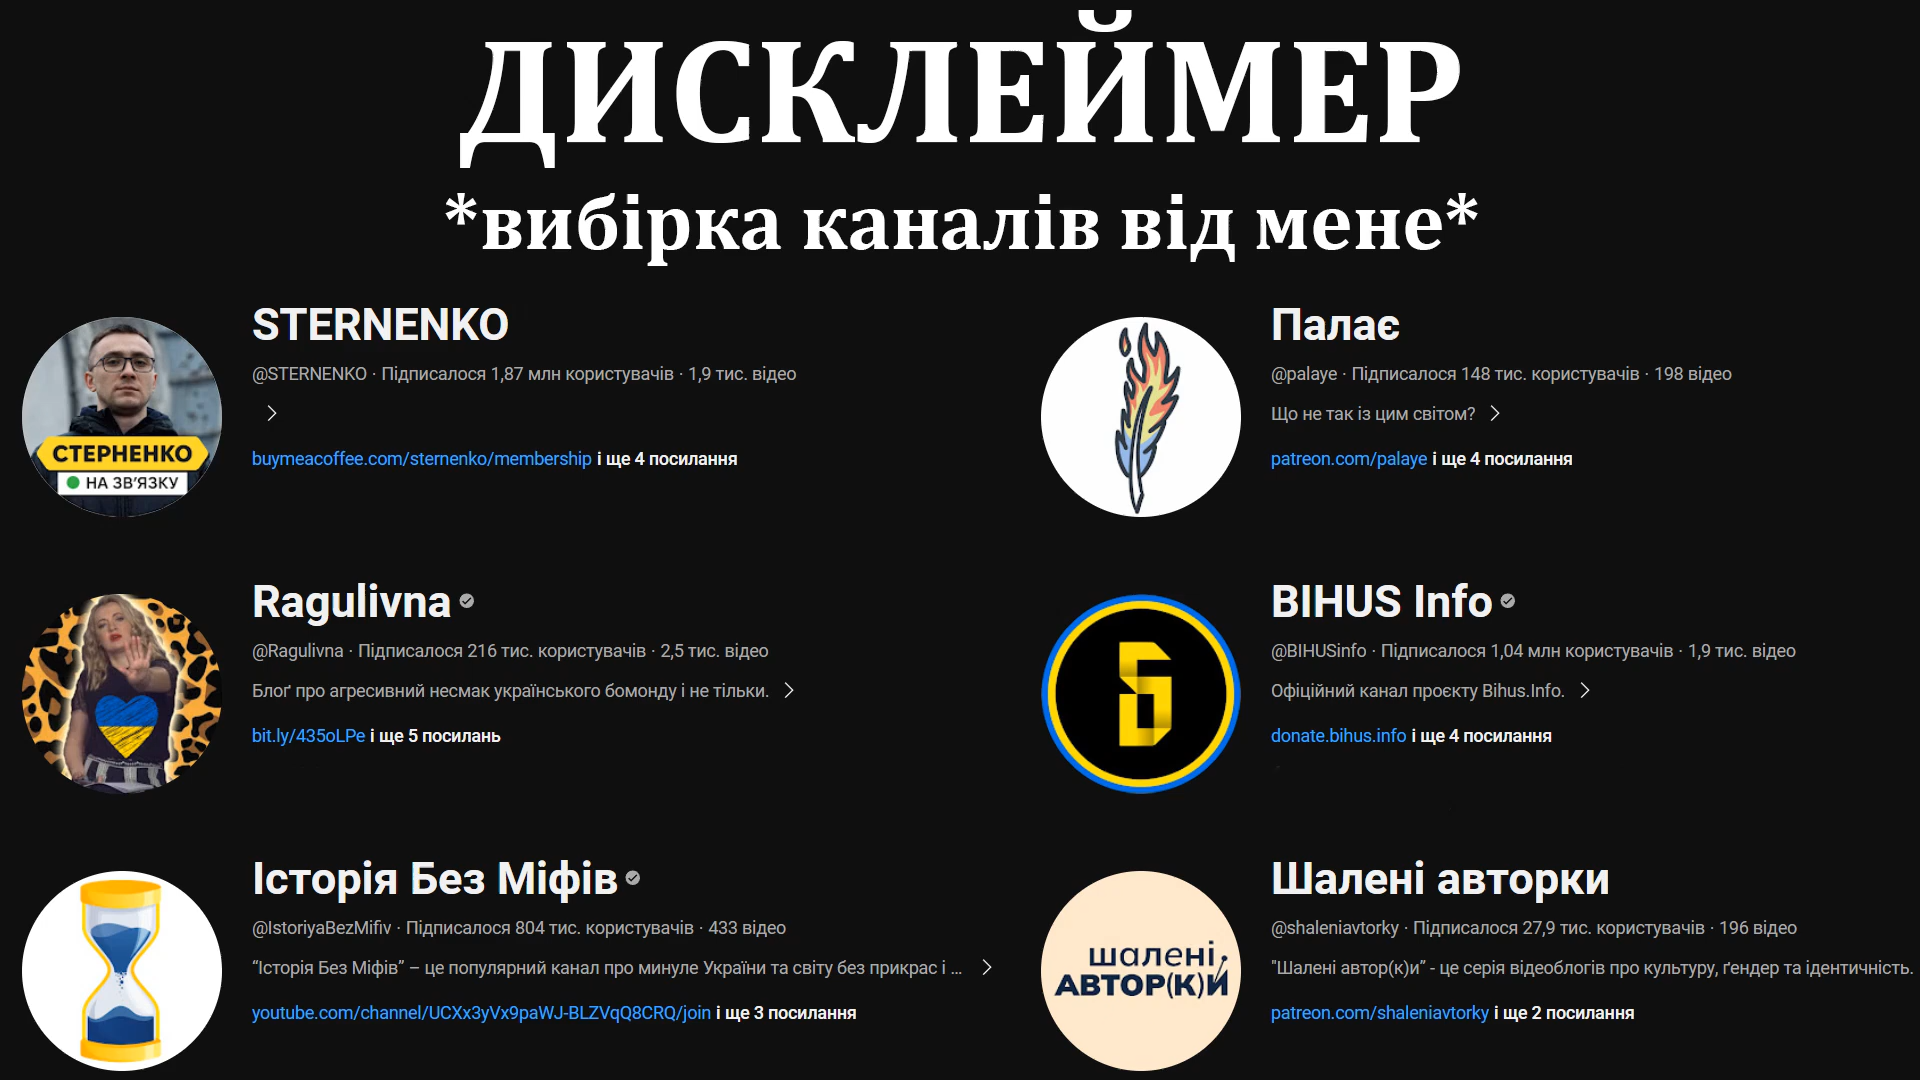 ДИСКЛЕЙМЕР
*вибірка каналів від мене*
STERNENKO
@STERNENKO · Підписалося 1,87 млн користувачів · 1,9 тис. відео
buymeacoffee.com/sternenko/membership і ще 4 посилання
СТЕРНЕНКО
НА ЗВ'ЯЗКУ
Палає
@palaye · Підписалося 148 тис. користувачів · 198 відео
Що не так із цим світом?
patreon.com/palaye і ще 4 посилання
Ragulivna
@Ragulivna · Підписалося 216 тис. користувачів · 2,5 тис. відео
Блоґ про агресивний несмак українського бомонду і не тільки.
bit.ly/435oLPe і ще 5 посилань
BIHUS Info
@BIHUSinfo · Підписалося 1,04 млн користувачів · 1,9 тис. відео
Офіційний канал проєкту Bihus.Info.
donate.bihus.info і ще 4 посилання
Б
Історія Без Міфів
@IstoriyaBezMifiv · Підписалося 804 тис. користувачів · 433 відео
“Історія Без Міфів” – це популярний канал про минуле України та світу без прикрас і ...
youtube.com/channel/UCXx3yVx9paWJ-BLZVqQ8CRQ/join і ще 3 посилання
Шалені авторки
@shaleniavtorky · Підписалося 27,9 тис. користувачів · 196 відео
"Шалені автор(к)и” - це серія відеоблогів про культуру, ґендер та ідентичність.
patreon.com/shaleniavtorky і ще 2 посилання
шалені
АВТОР(К)И